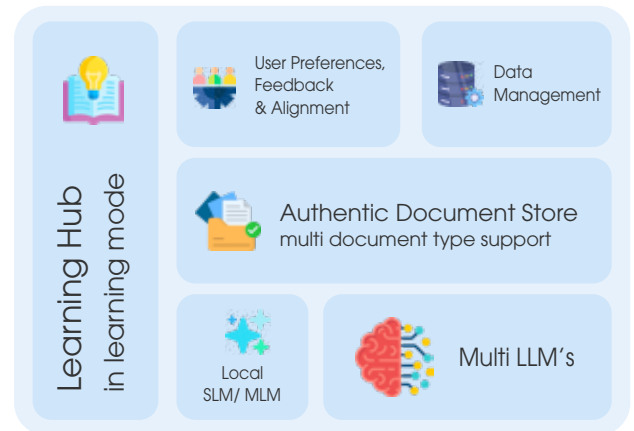 Learning Hub
in learning mode
User Preferences,
Feedback
& Alignment
Data
Management
Authentic Document Store
multi document type support
Local
SLM/ MLM
Multi LLM's